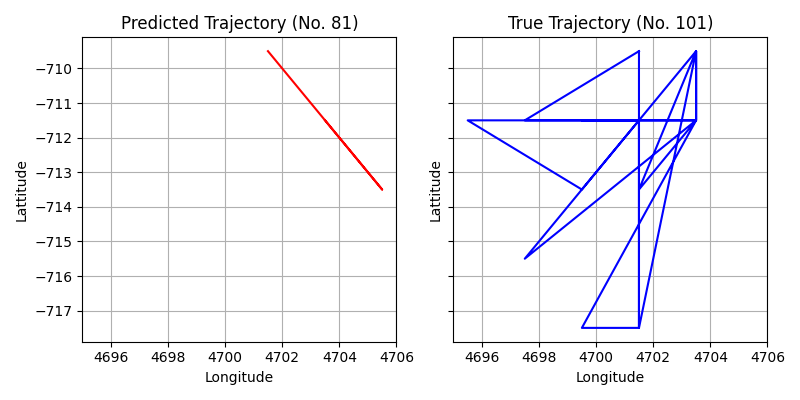 Predicted Trajectory (No. 81)
True Trajectory (No. 101)
−710
−711
−712
−713
−714
−715
−716
−717
Lattitude
Lattitude
4696 4698 4700 4702 4704 4706
4696 4698 4700 4702 4704 4706
Longitude
Longitude